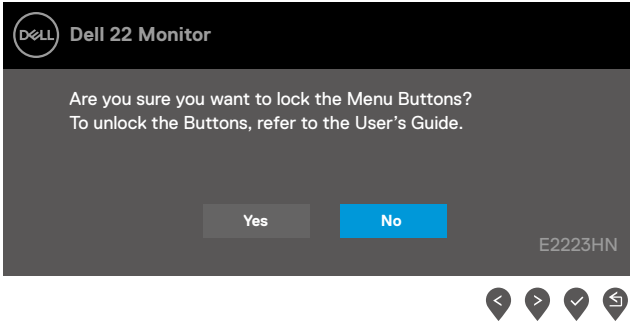 DELL Dell 22 Monitor
Are you sure you want to lock the Menu Buttons?
To unlock the Buttons, refer to the User’s Guide.
Yes No
E2223HN